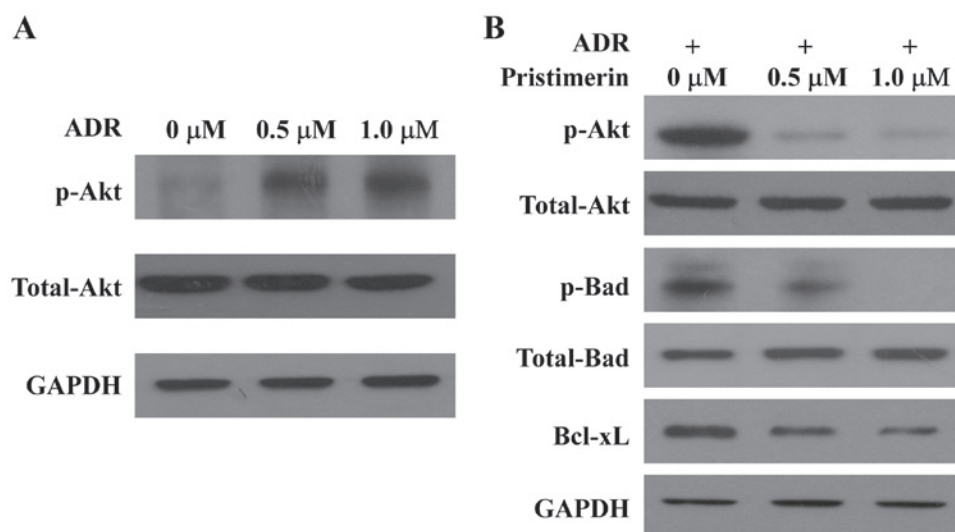 A
ADR 0 μM 0.5 μM 1.0 μM
p-Akt
Total-Akt
GAPDH
B
ADR + + +
Pristimerin 0 μM 0.5 μM 1.0 μM
p-Akt
Total-Akt
p-Bad
Total-Bad
Bcl-xL
GAPDH